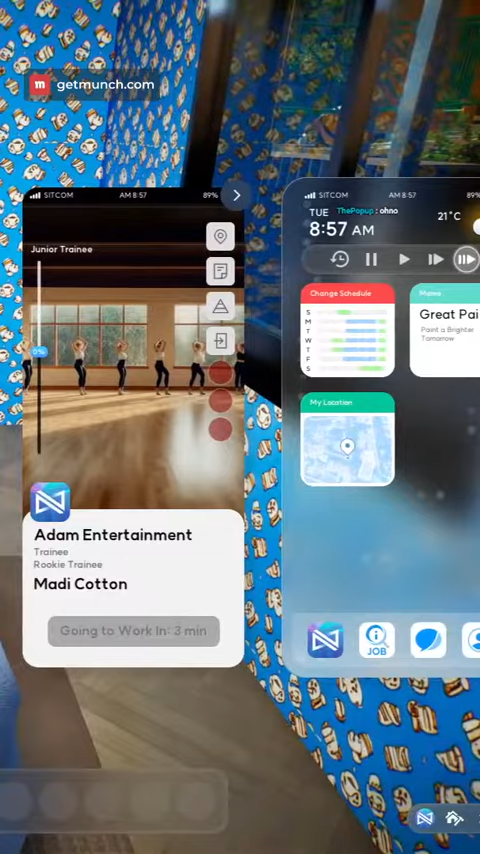 m getmunch.com
SITCOM AM 8:57 89%
Junior Trainee
0%
Adam Entertainment
Trainee
Rookie Trainee
Madi Cotton
Going to Work In: 3 min
SITCOM AM 8:57 89%
TUE ThePopup : ohno
8:57 AM
21°C
Change Schedule
S
M
T
W
T
F
S
Memo
Great Pai
Paint a Brighter
Tomorrow
My Location
JOB